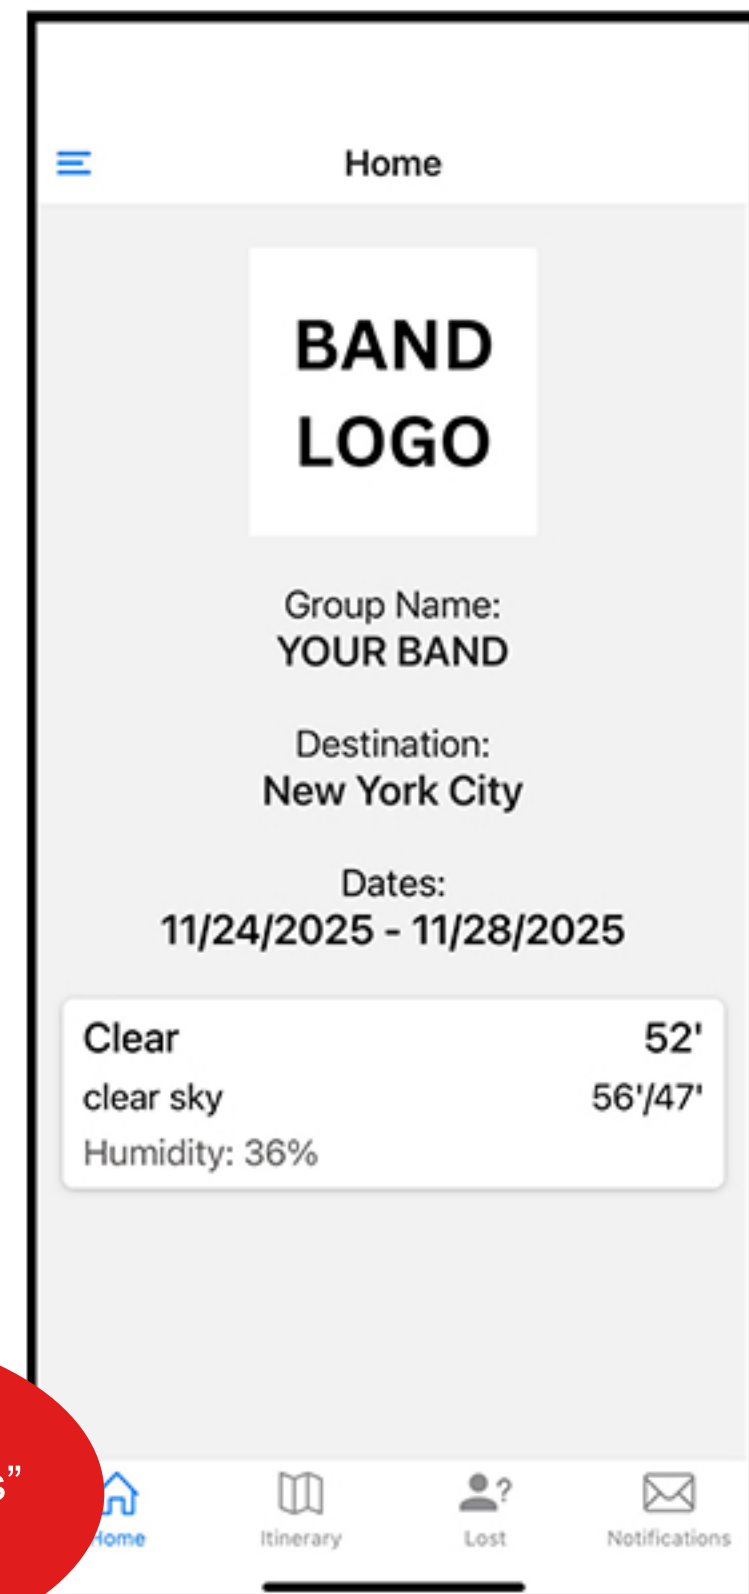 Home
BAND
LOGO
Group Name:
YOUR BAND
Destination:
New York City
Dates:
11/24/2025 - 11/28/2025
Clear 52'
clear sky 56'/47'
Humidity: 36%
Home Itinerary Lost Notifications